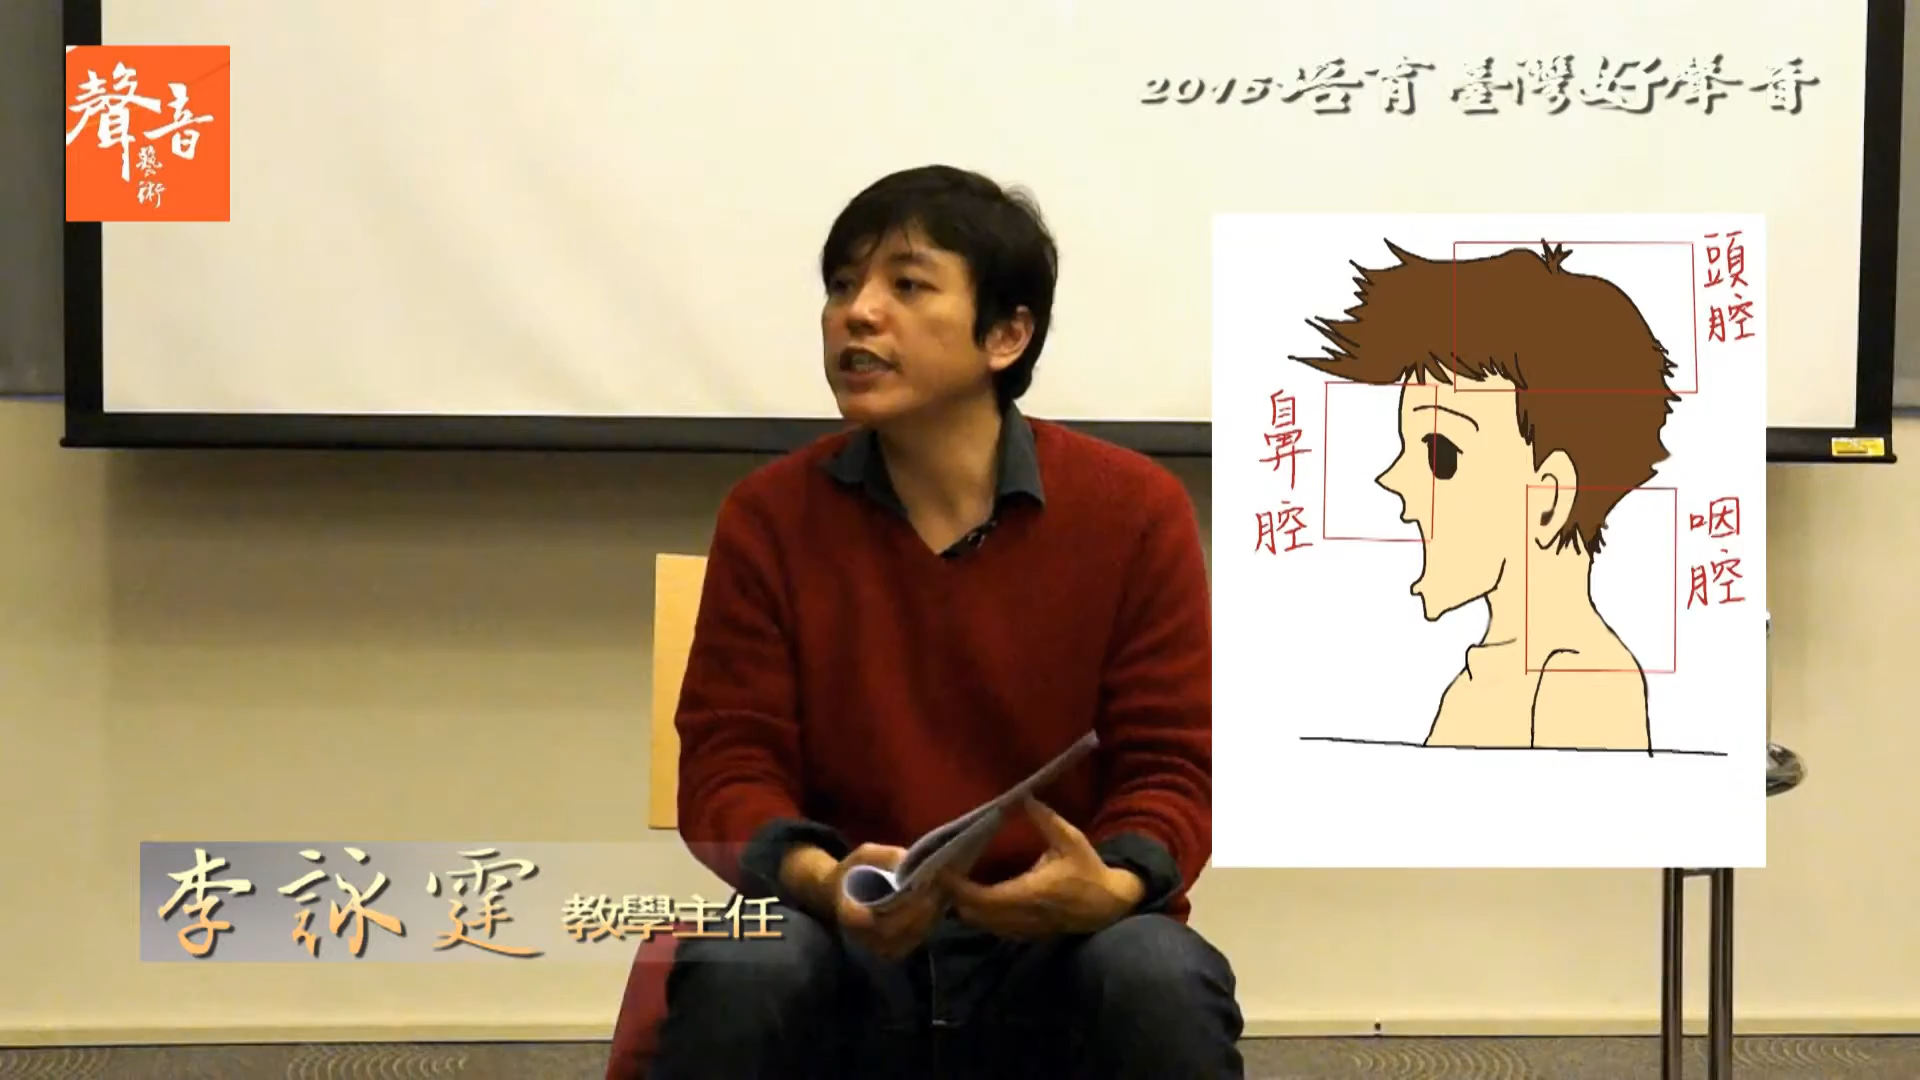 聲音
藝術
2015培育臺灣好聲音
頭腔
鼻腔
咽腔
李詠霆 教學主任